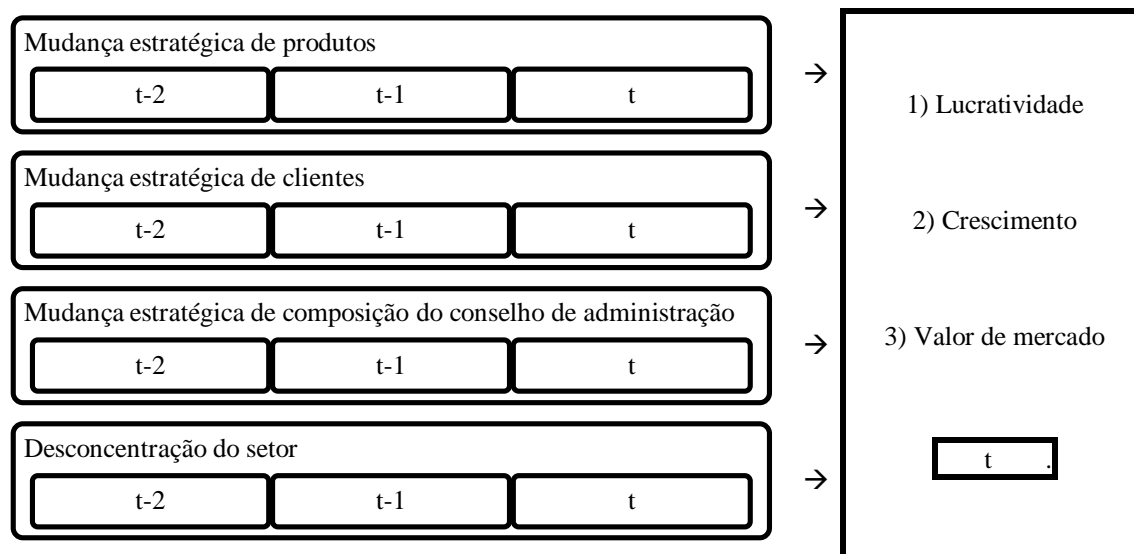 Mudança estratégica de produtos
t-2 t-1 t
→
1) Lucratividade
Mudança estratégica de clientes
t-2 t-1 t
→
2) Crescimento
Mudança estratégica de composição do conselho de administração
t-2 t-1 t
→
3) Valor de mercado
Desconcentração do setor
t-2 t-1 t
→
t .